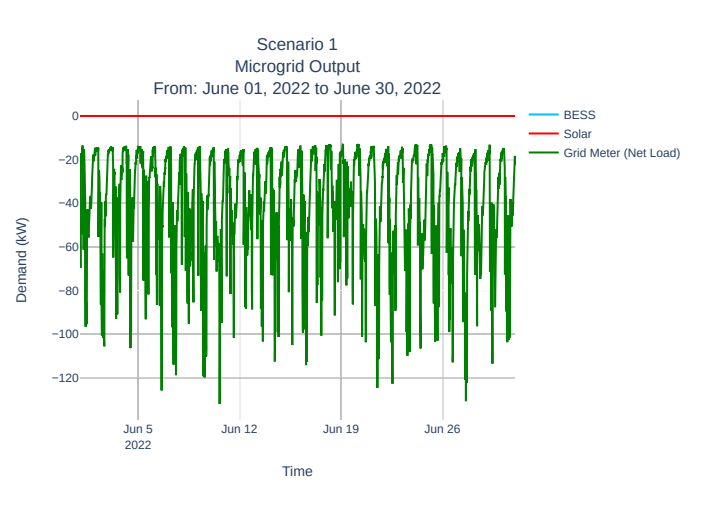 Scenario 1
Microgrid Output
From: June 01, 2022 to June 30, 2022
BESS
Solar
Grid Meter (Net Load)
Demand (kW)
0
−20
−40
−60
−80
−100
−120
Jun 5
2022
Jun 12
Jun 19
Jun 26
Time